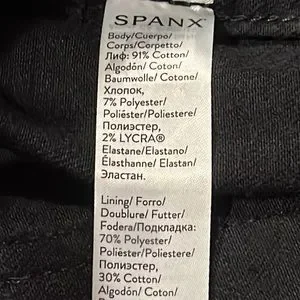 SPANX®
Body/Cuerpo/
Corps/Corpetto/
Лиф: 91% Cotton/
Algodón/ Coton/
Baumwolle/ Cotone/
Хлопок,
7% Polyester/
Poliéster/Poliestere/
Полиэстер,
2% LYCRA®
Elastane/Elastano/
Élasthanne/ Elastan/
Эластан.
Lining/ Forro/
Doublure/ Futter/
Fodera/Подкладка:
70% Polyester/
Poliéster/Poliestere/
Полиэстер,
30% Cotton/
Algodón/ Coton/